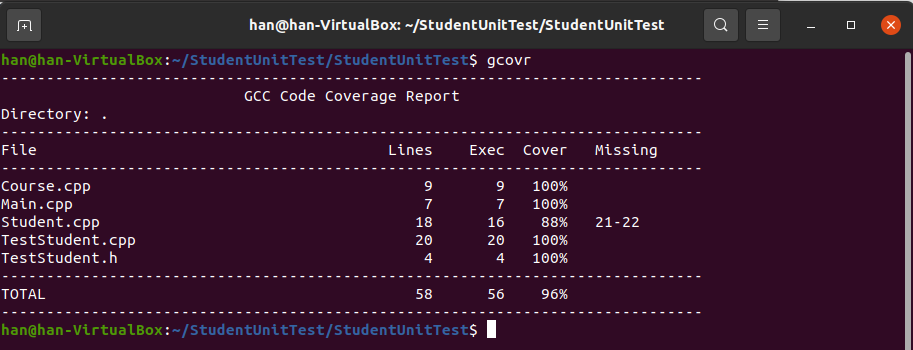 han@han-VirtualBox: ~/StudentUnitTest/StudentUnitTest
han@han-VirtualBox:~/StudentUnitTest/StudentUnitTest$ gcovr
------------------------------------------------------------------------------
                           GCC Code Coverage Report
Directory: .
------------------------------------------------------------------------------
File                                       Lines    Exec  Cover   Missing
------------------------------------------------------------------------------
Course.cpp                                     9       9   100%
Main.cpp                                       7       7   100%
Student.cpp                                   18      16    88%   21-22
TestStudent.cpp                               20      20   100%
TestStudent.h                                  4       4   100%
------------------------------------------------------------------------------
TOTAL                                         58      56    96%
------------------------------------------------------------------------------
han@han-VirtualBox:~/StudentUnitTest/StudentUnitTest$